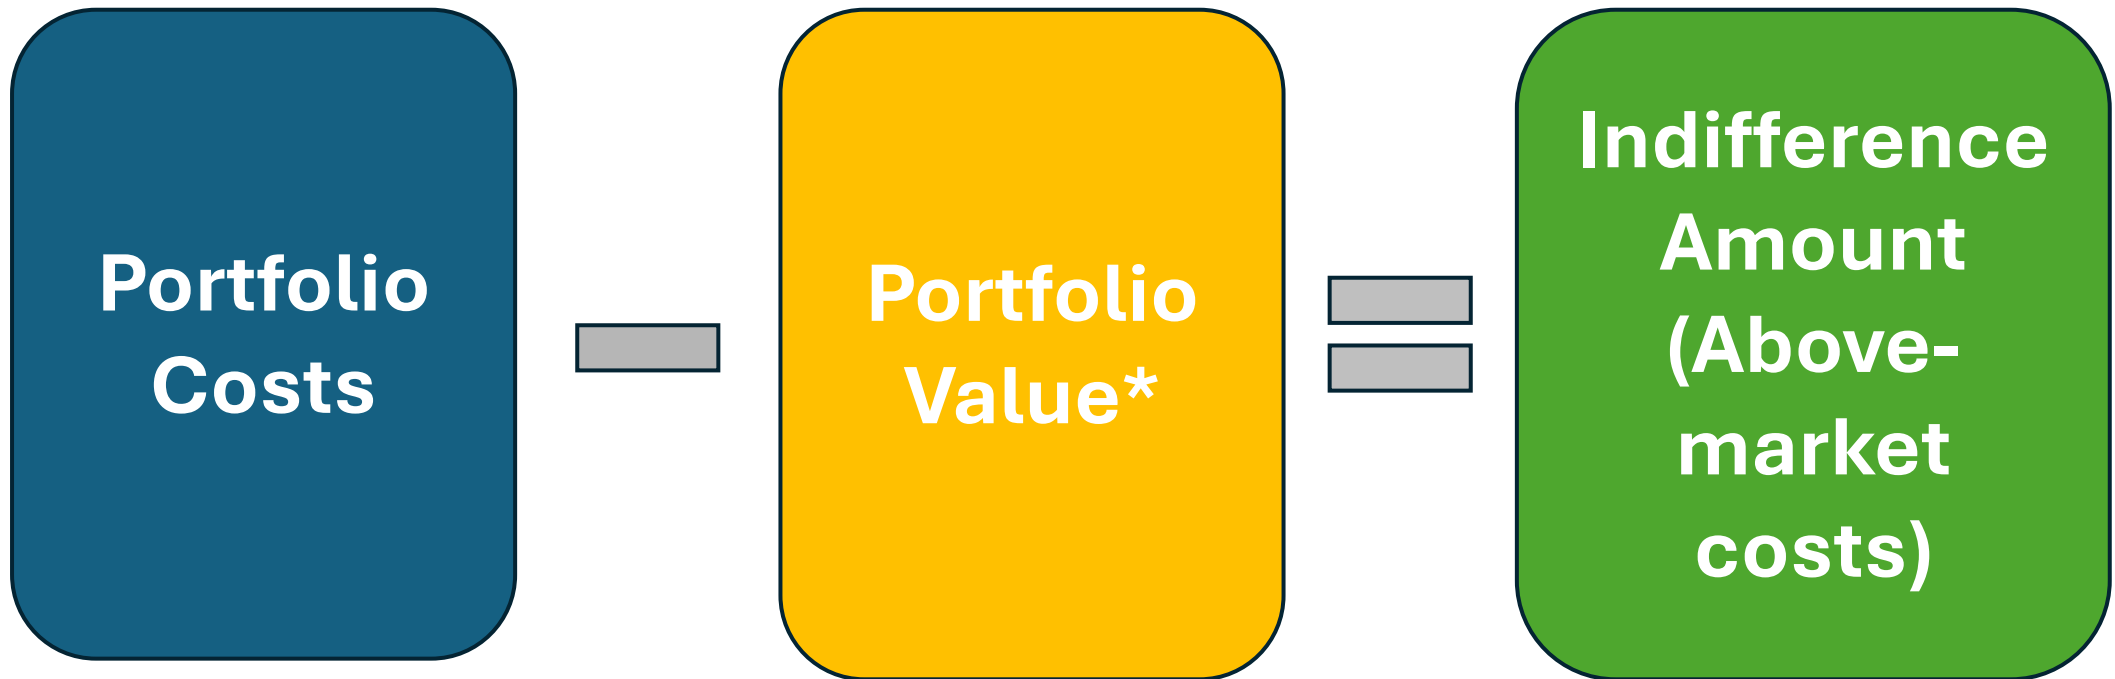 Portfolio
Costs
Portfolio
Value*
Indifference
Amount
(Above-
market
costs)